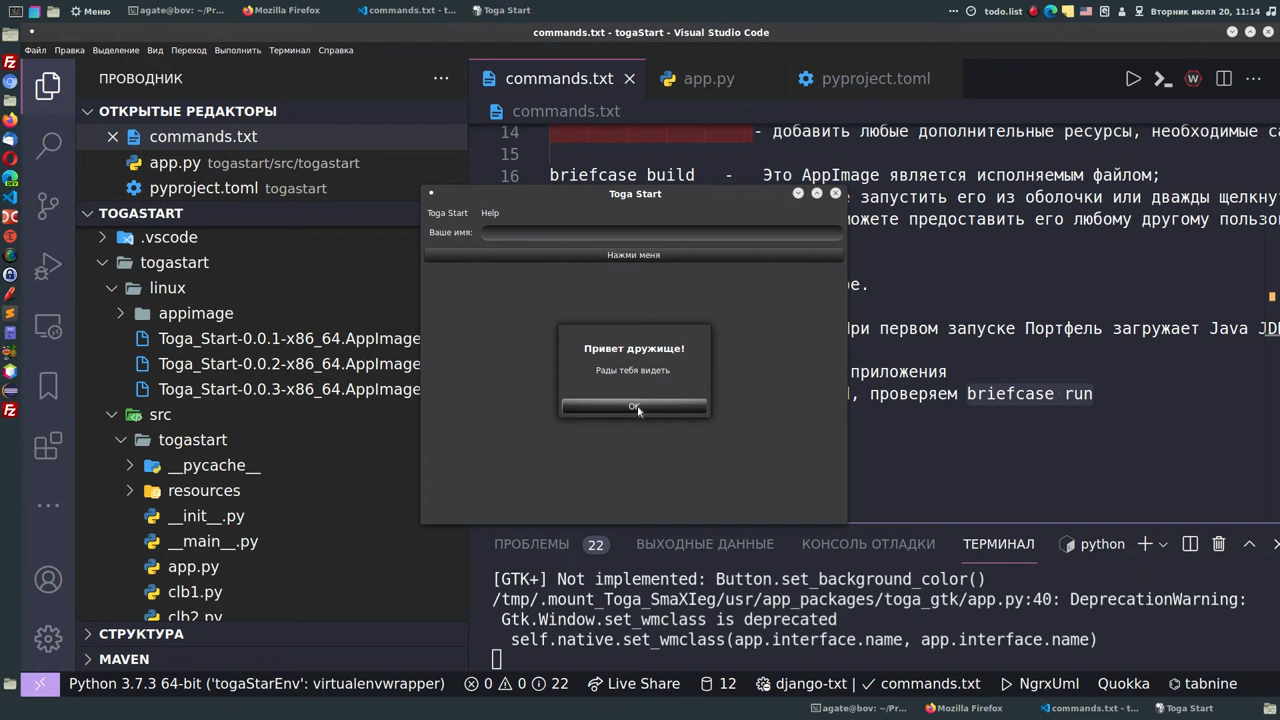 Меню
agate@bov: ~/Pr...
Mozilla Firefox
commands.txt - to...
Toga Start
todo.list
Вторник июля 20, 11:14
commands.txt - togaStart - Visual Studio Code
Файл Правка Выделение Вид Переход Выполнить Терминал Справка
ПРОВОДНИК
commands.txt
app.py
pyproject.toml
ОТКРЫТЫЕ РЕДАКТОРЫ
commands.txt
commands.txt
app.py togastart/src/togastart
pyproject.toml togastart
TOGASTART
.vscode
togastart
linux
appimage
Toga_Start-0.0.1-x86_64.AppImage
Toga_Start-0.0.2-x86_64.AppImage
Toga_Start-0.0.3-x86_64.AppImage
src
togastart
__pycache__
resources
__init__.py
__main__.py
app.py
clb1.py
clb2.py
СТРУКТУРА
MAVEN
14 - добавить любые дополнительные ресурсы, необходимые са
15
16 briefcase build - Это AppImage является исполняемым файлом;
запустить его из оболочки или дважды щелкну
ожете предоставить его любому другому пользо
ре.
При первом запуске Портфель загружает Java JD
приложения
, проверяем briefcase run
Toga Start
Toga Start Help
Ваше имя:
Нажми меня
Привет дружище!
Рады тебя видеть
OK
ПРОБЛЕМЫ 22 ВЫХОДНЫЕ ДАННЫЕ КОНСОЛЬ ОТЛАДКИ ТЕРМИНАЛ python
[GTK+] Not implemented: Button.set_background_color()
/tmp/.mount_Toga_SmaXIeg/usr/app_packages/toga_gtk/app.py:40: DeprecationWarning:
Gtk.Window.set_wmclass is deprecated
self.native.set_wmclass(app.interface.name, app.interface.name)
Python 3.7.3 64-bit ('togaStarEnv': virtualenvwrapper) 0 0 22 Live Share 12 django-txt commands.txt NgrxUml Quokka tabnine
agate@bov: ~/Pr...
Mozilla Firefox
commands.txt - t...
Toga Start